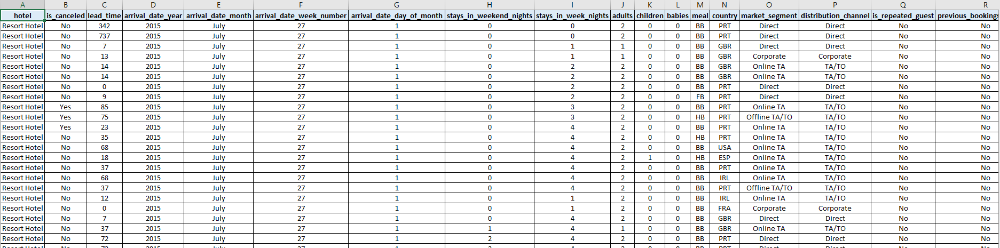 A B C D E F G H I J K L M N O P Q R
hotel is_canceled lead_time arrival_date_year arrival_date_month arrival_date_week_number arrival_date_day_of_month stays_in_weekend_nights stays_in_week_nights adults children babies meal country market_segment distribution_channel is_repeated_guest previous_bookings
Resort Hotel No 342 2015 July 27 1 0 0 2 0 0 BB PRT Direct Direct No No
Resort Hotel No 737 2015 July 27 1 0 0 2 0 0 BB PRT Direct Direct No No
Resort Hotel No 7 2015 July 27 1 0 1 1 0 0 BB GBR Direct Direct No No
Resort Hotel No 13 2015 July 27 1 0 1 1 0 0 BB GBR Corporate Corporate No No
Resort Hotel No 14 2015 July 27 1 0 2 2 0 0 BB GBR Online TA TA/TO No No
Resort Hotel No 14 2015 July 27 1 0 2 2 0 0 BB GBR Online TA TA/TO No No
Resort Hotel No 0 2015 July 27 1 0 2 2 0 0 BB PRT Direct Direct No No
Resort Hotel No 9 2015 July 27 1 0 2 2 0 0 FB PRT Direct Direct No No
Resort Hotel Yes 85 2015 July 27 1 0 3 2 0 0 BB PRT Online TA TA/TO No No
Resort Hotel Yes 75 2015 July 27 1 0 3 2 0 0 HB PRT Offline TA/TO TA/TO No No
Resort Hotel Yes 23 2015 July 27 1 0 4 2 0 0 BB PRT Online TA TA/TO No No
Resort Hotel No 35 2015 July 27 1 0 4 2 0 0 HB PRT Online TA TA/TO No No
Resort Hotel No 68 2015 July 27 1 0 4 2 0 0 BB USA Online TA TA/TO No No
Resort Hotel No 18 2015 July 27 1 0 4 2 1 0 HB ESP Online TA TA/TO No No
Resort Hotel No 37 2015 July 27 1 0 4 2 0 0 BB PRT Online TA TA/TO No No
Resort Hotel No 68 2015 July 27 1 0 4 2 0 0 BB IRL Online TA TA/TO No No
Resort Hotel No 37 2015 July 27 1 0 4 2 0 0 BB PRT Offline TA/TO TA/TO No No
Resort Hotel No 12 2015 July 27 1 0 1 2 0 0 BB IRL Online TA TA/TO No No
Resort Hotel No 0 2015 July 27 1 0 1 2 0 0 BB FRA Corporate Corporate No No
Resort Hotel No 7 2015 July 27 1 0 4 2 0 0 BB GBR Direct Direct No No
Resort Hotel No 37 2015 July 27 1 1 4 1 0 0 BB GBR Online TA TA/TO No No
Resort Hotel No 72 2015 July 27 1 2 4 2 0 0 BB PRT Direct Direct No No